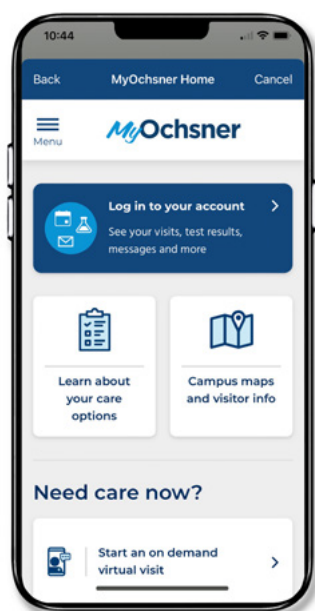 10:44
Back MyOchsner Home Cancel
Menu MyOchsner
Log in to your account
See your visits, test results,
messages and more
Learn about
your care
options
Campus maps
and visitor info
Need care now?
Start an on demand
virtual visit